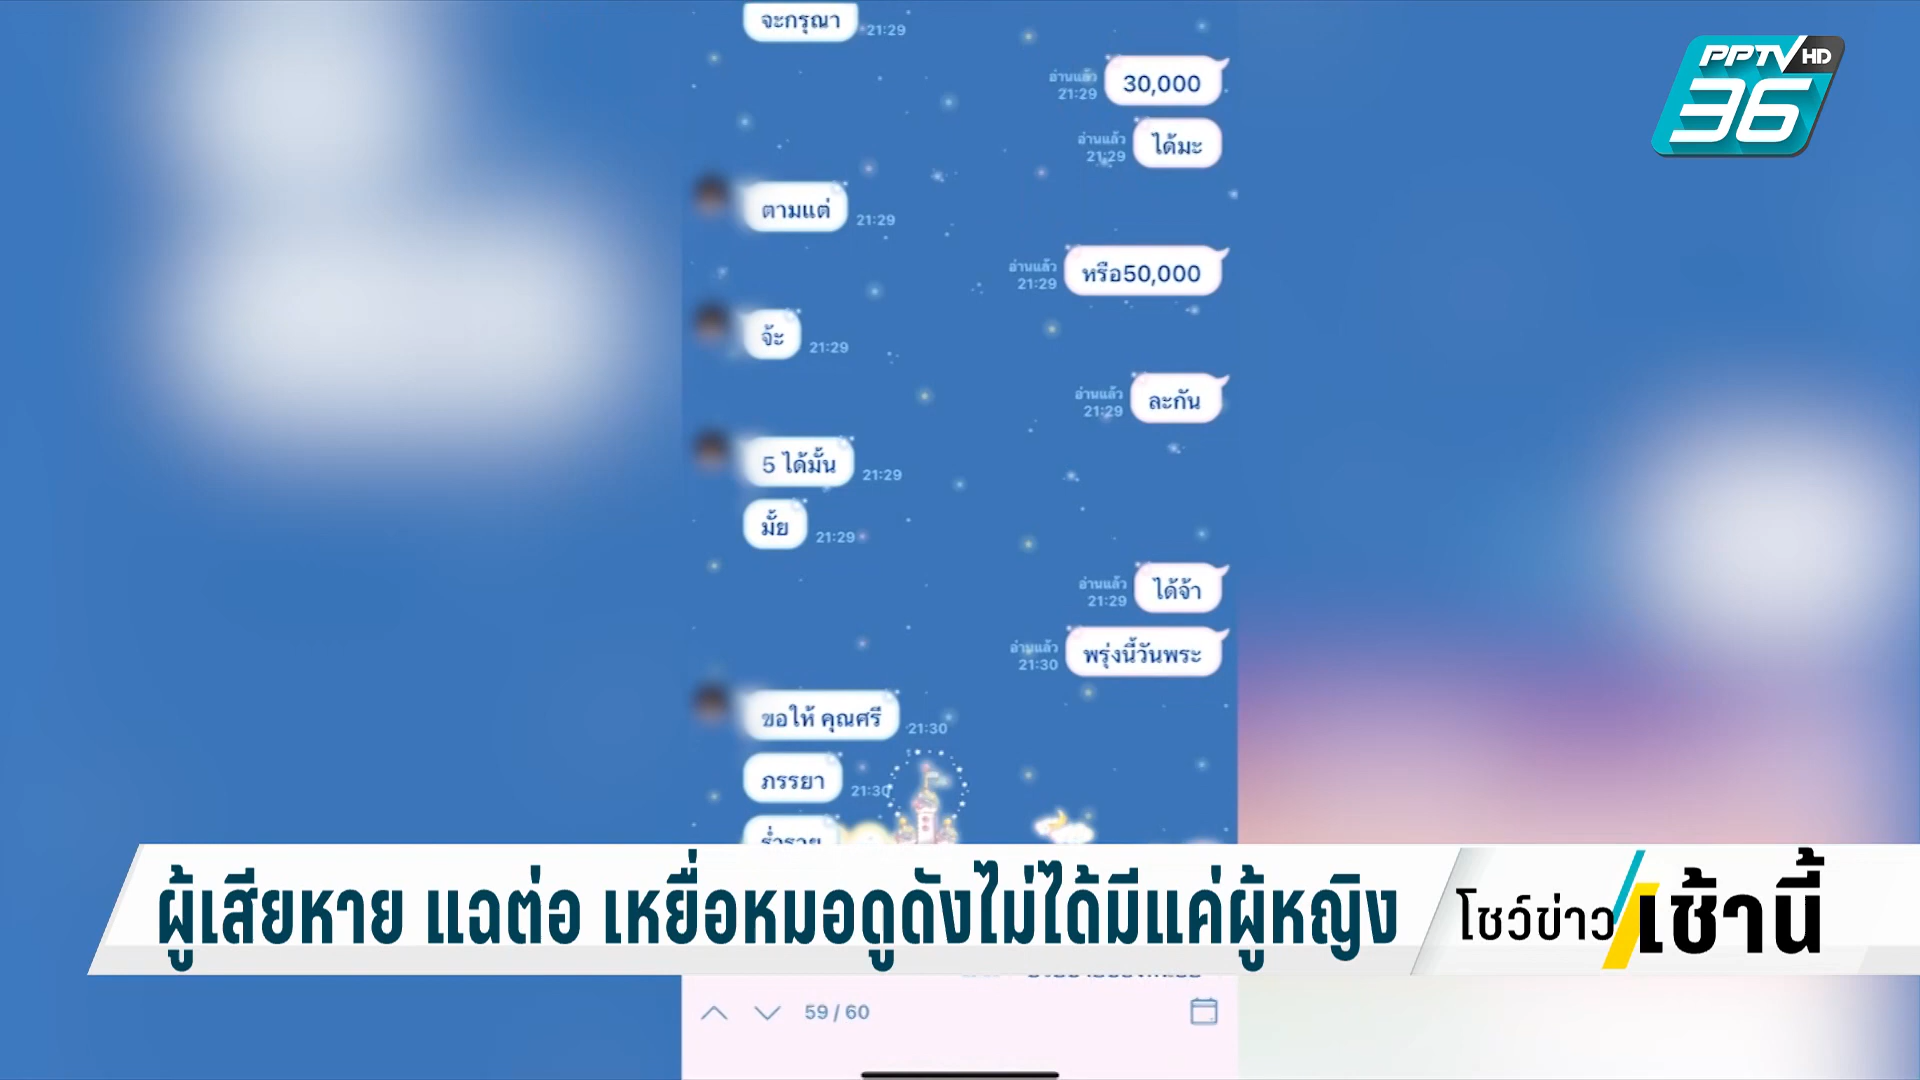 จะกรุณา
21:29
PPTV HD
36
อ่านแล้ว
21:29
30,000
อ่านแล้ว
21:29
ได้มะ
ตามแต่
21:29
อ่านแล้ว
21:29
หรือ50,000
จ้ะ
21:29
อ่านแล้ว
21:29
ละกัน
5 ได้มั้น
21:29
มั้ย
21:29
อ่านแล้ว
21:29
ได้จ้า
อ่านแล้ว
21:30
พรุ่งนี้วันพระ
ขอให้ คุณศรี
21:30
ภรรยา
21:30
ร่ำรวย
ผู้เสียหาย แฉต่อ เหยื่อหมอดูดังไม่ได้มีแค่ผู้หญิง
โชว์ข่าว เช้านี้
59 / 60